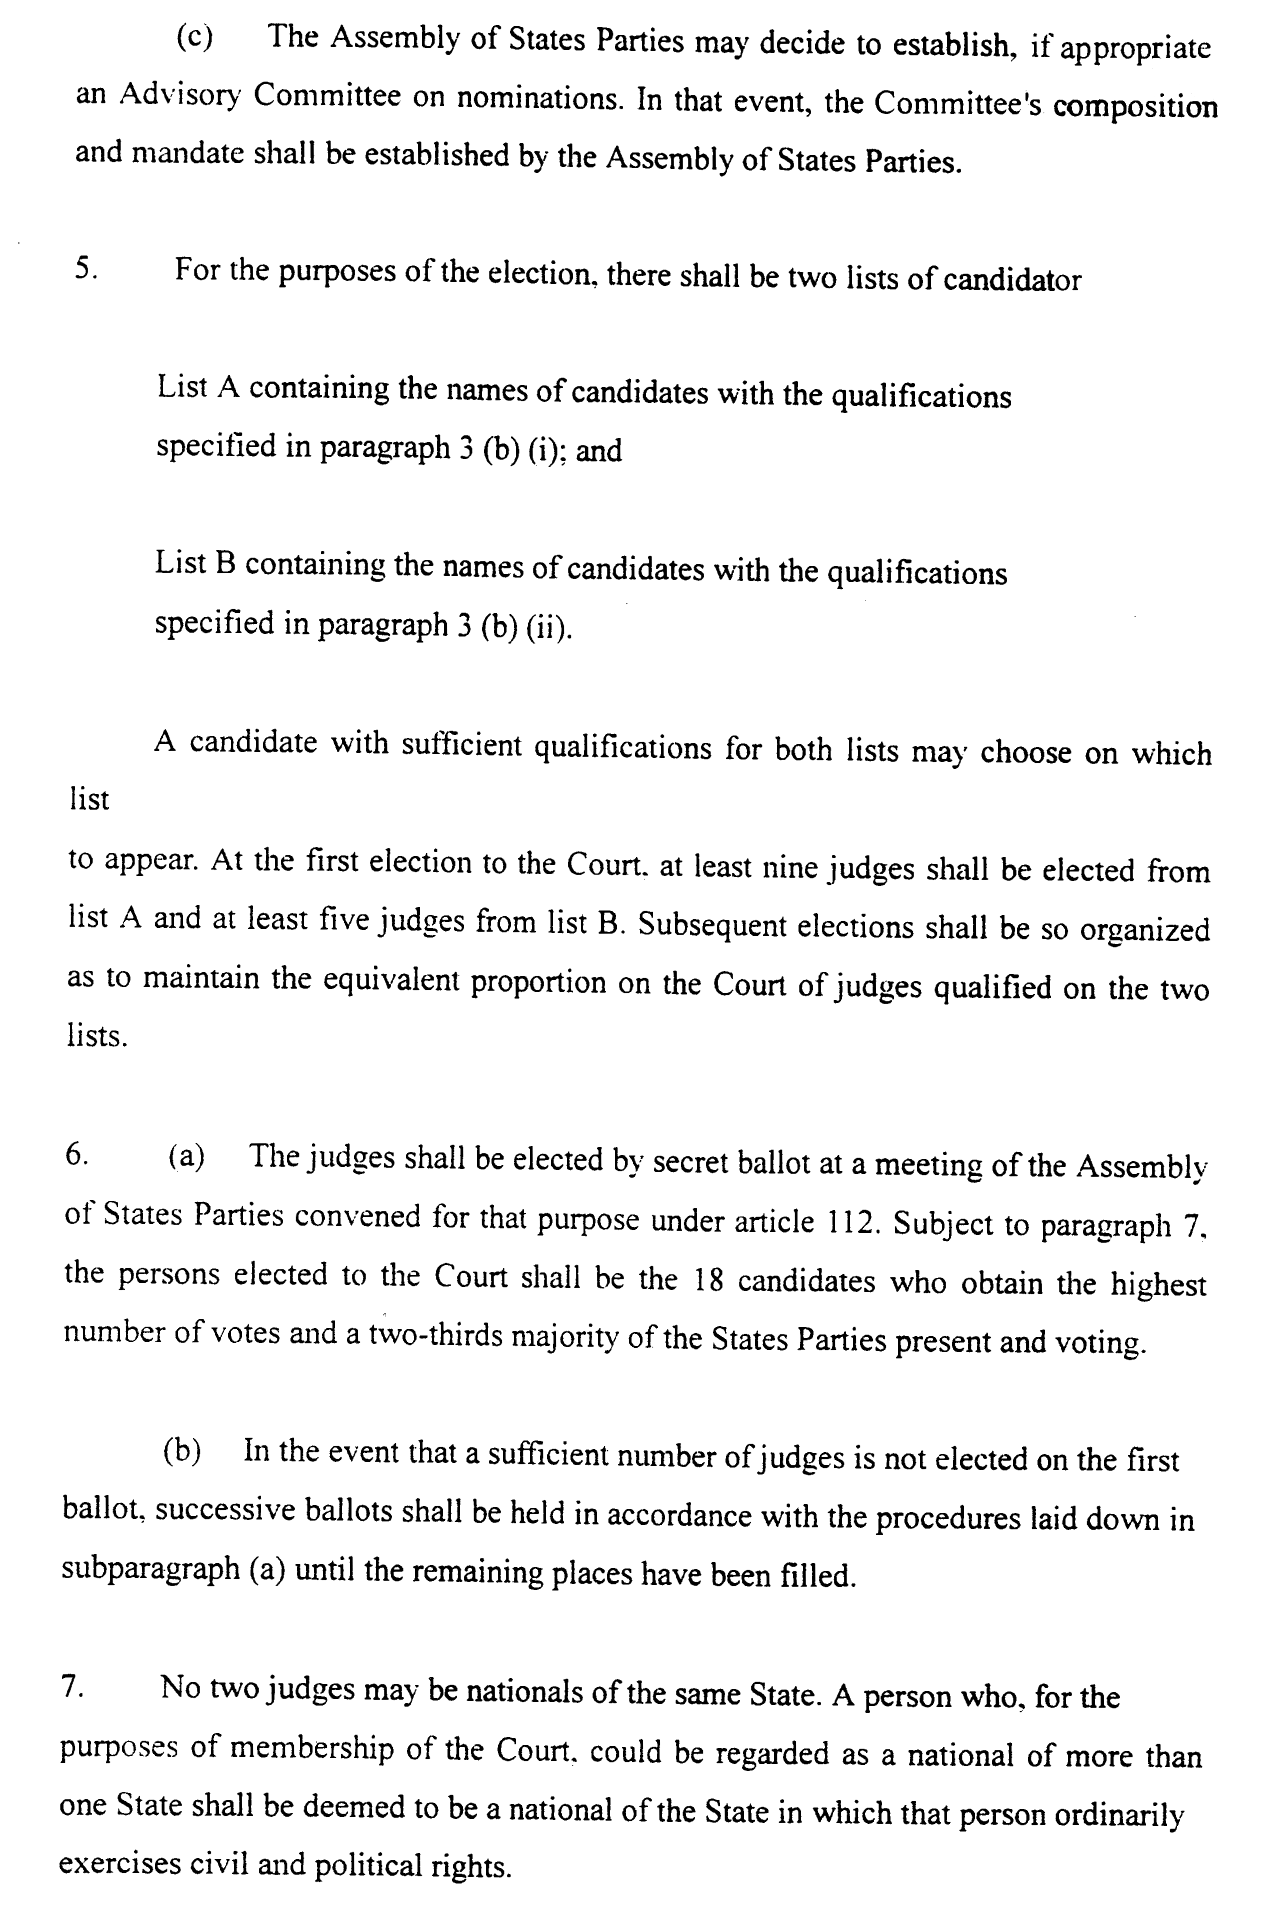 (c) The Assembly of States Parties may decide to establish, if appropriate
an Advisory Committee on nominations. In that event, the Committee's composition
and mandate shall be established by the Assembly of States Parties.
5. For the purposes of the election, there shall be two lists of candidator
List A containing the names of candidates with the qualifications
specified in paragraph 3 (b) (i); and
List B containing the names of candidates with the qualifications
specified in paragraph 3 (b) (ii).
A candidate with sufficient qualifications for both lists may choose on which
list
to appear. At the first election to the Court, at least nine judges shall be elected from
list A and at least five judges from list B. Subsequent elections shall be so organized
as to maintain the equivalent proportion on the Court of judges qualified on the two
lists.
6. (a) The judges shall be elected by secret ballot at a meeting of the Assembly
of States Parties convened for that purpose under article 112. Subject to paragraph 7,
the persons elected to the Court shall be the 18 candidates who obtain the highest
number of votes and a two-thirds majority of the States Parties present and voting.
(b) In the event that a sufficient number of judges is not elected on the first
ballot, successive ballots shall be held in accordance with the procedures laid down in
subparagraph (a) until the remaining places have been filled.
7. No two judges may be nationals of the same State. A person who, for the
purposes of membership of the Court, could be regarded as a national of more than
one State shall be deemed to be a national of the State in which that person ordinarily
exercises civil and political rights.